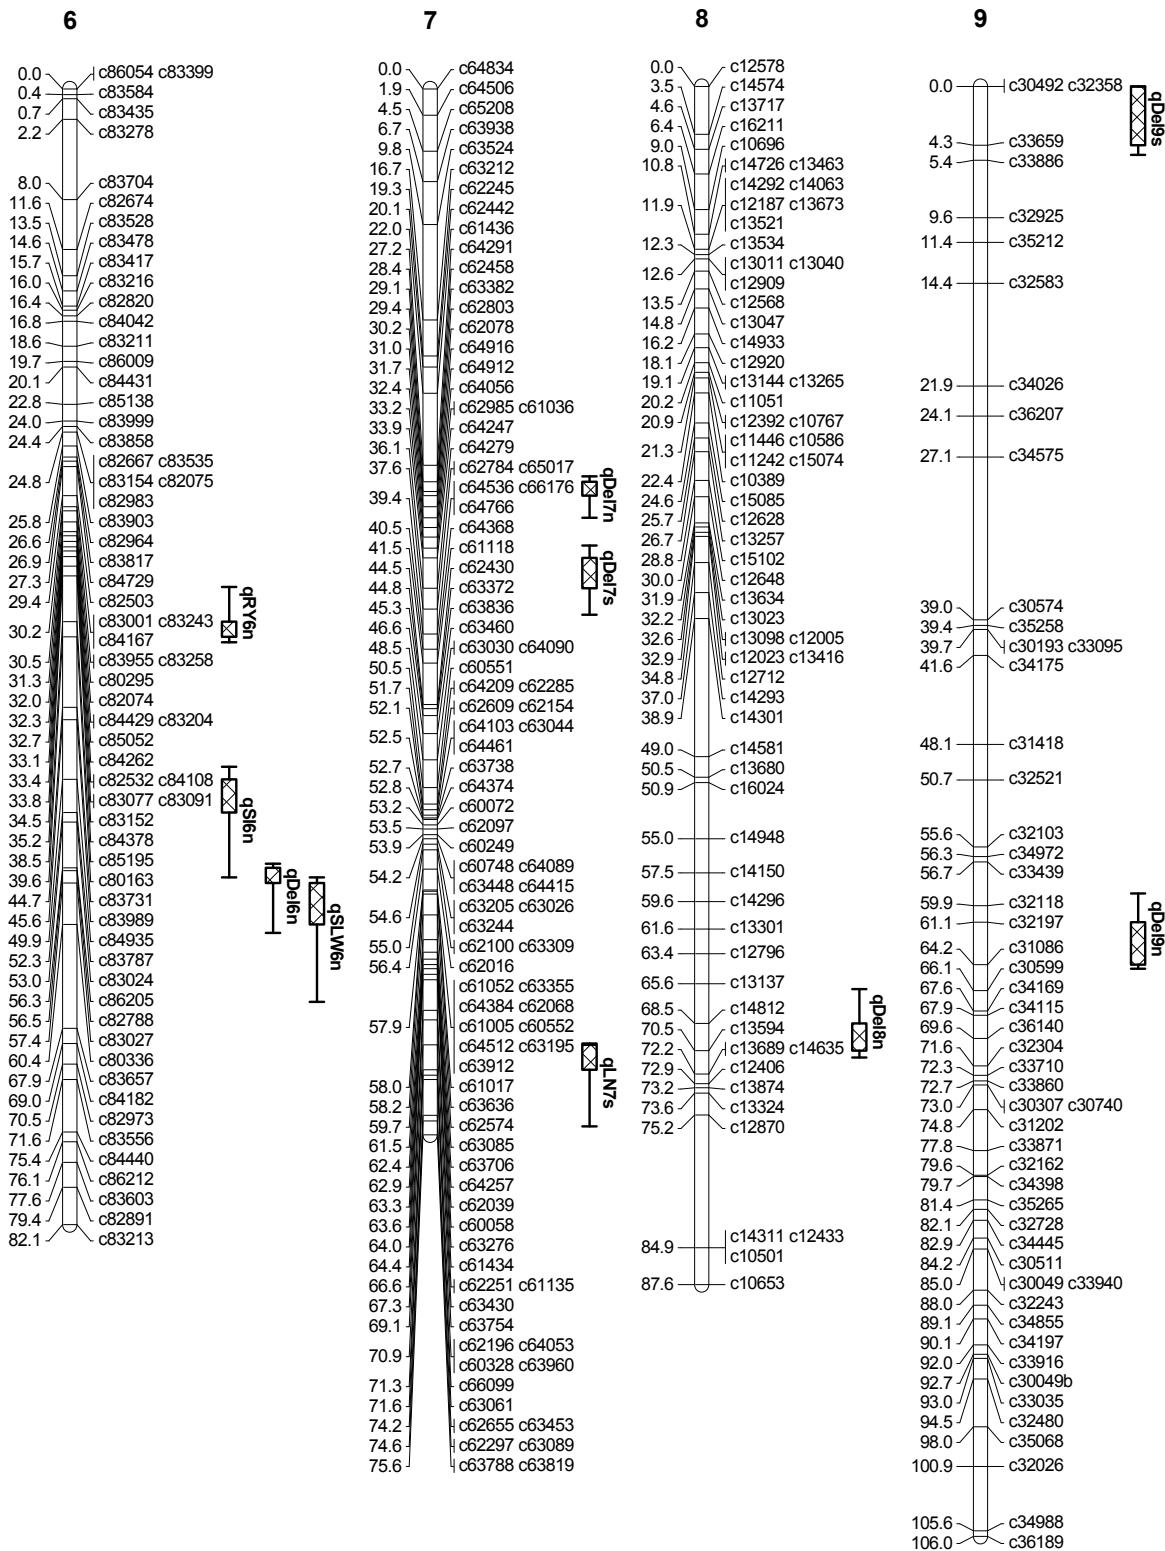 6
0.0 c86054 c83399
0.4 c83584
0.7 c83435
2.2 c83278
8.0 c83704
11.6 c82674
13.5 c83528
14.6 c83478
15.7 c83417
16.0 c83216
16.4 c82820
16.8 c84042
18.6 c83211
19.7 c86009
20.1 c84431
22.8 c85138
24.0 c83999
24.4 c83858
c82667 c83535
24.8 c83154 c82075
c82983
25.8 c83903
26.6 c82964
26.9 c83817
27.3 c84729
29.4 c82503
c83001 c83243
30.2 c84167
30.5 c83955 c83258
31.3 c80295
32.0 c82074
32.3 c84429 c83204
32.7 c85052
33.1 c84262
33.4 c82532 c84108
33.8 c83077 c83091
34.5 c83152
35.2 c84378
38.5 c85195
39.6 c80163
44.7 c83731
45.6 c83989
49.9 c84935
52.3 c83787
53.0 c83024
56.3 c86205
56.5 c82788
57.4 c83027
60.4 c80336
67.9 c83657
69.0 c84182
70.5 c82973
71.6 c83556
75.4 c84440
76.1 c86212
77.6 c83603
79.4 c82891
82.1 c83213
qRY6n
qSI6n
qDel6n
qSLW6n
7
0.0 c64834
1.9 c64506
4.5 c65208
6.7 c63938
9.8 c63524
16.7 c63212
19.3 c62245
20.1 c62442
22.0 c61436
27.2 c64291
28.4 c62458
29.1 c63382
29.4 c62803
30.2 c62078
31.0 c64916
31.7 c64912
32.4 c64056
33.2 c62985 c61036
33.9 c64247
36.1 c64279
37.6 c62784 c65017
c64536 c66176
39.4 c64766
40.5 c64368
41.5 c61118
44.5 c62430
44.8 c63372
45.3 c63836
46.6 c63460
48.5 c63030 c64090
50.5 c60551
51.7 c64209 c62285
52.1 c62609 c62154
c64103 c63044
52.5 c64461
52.7 c63738
52.8 c64374
53.2 c60072
53.5 c62097
53.9 c60249
c60748 c64089
54.2 c63448 c64415
c63205 c63026
54.6 c63244
55.0 c62100 c63309
56.4 c62016
c61052 c63355
c64384 c62068
57.9 c61005 c60552
c64512 c63195
c63912
58.0 c61017
58.2 c63636
59.7 c62574
61.5 c63085
62.4 c63706
62.9 c64257
63.3 c62039
63.6 c60058
64.0 c63276
64.4 c61434
66.6 c62251 c61135
67.3 c63430
69.1 c63754
c62196 c64053
70.9 c60328 c63960
71.3 c66099
71.6 c63061
74.2 c62655 c63453
74.6 c62297 c63089
75.6 c63788 c63819
qDel7n
qDel7s
qLN7s
8
0.0 c12578
3.5 c14574
4.6 c13717
6.4 c16211
9.0 c10696
10.8 c14726 c13463
c14292 c14063
11.9 c12187 c13673
c13521
12.3 c13534
c13011 c13040
12.6 c12909
13.5 c12568
14.8 c13047
16.2 c14933
18.1 c12920
19.1 c13144 c13265
20.2 c11051
20.9 c12392 c10767
c11446 c10586
21.3 c11242 c15074
22.4 c10389
24.6 c15085
25.7 c12628
26.7 c13257
28.8 c15102
30.0 c12648
31.9 c13634
32.2 c13023
32.6 c13098 c12005
32.9 c12023 c13416
34.8 c12712
37.0 c14293
38.9 c14301
49.0 c14581
50.5 c13680
50.9 c16024
55.0 c14948
57.5 c14150
59.6 c14296
61.6 c13301
63.4 c12796
65.6 c13137
68.5 c14812
70.5 c13594
72.2 c13689 c14635
72.9 c12406
73.2 c13874
73.6 c13324
75.2 c12870
c14311 c12433
84.9 c10501
87.6 c10653
qDel8n
9
0.0 c30492 c32358
4.3 c33659
5.4 c33886
9.6 c32925
11.4 c35212
14.4 c32583
21.9 c34026
24.1 c36207
27.1 c34575
39.0 c30574
39.4 c35258
39.7 c30193 c33095
41.6 c34175
48.1 c31418
50.7 c32521
55.6 c32103
56.3 c34972
56.7 c33439
59.9 c32118
61.1 c32197
64.2 c31086
66.1 c30599
67.6 c34169
67.9 c34115
69.6 c36140
71.6 c32304
72.3 c33710
72.7 c33860
73.0 c30307 c30740
74.8 c31202
77.8 c33871
79.6 c32162
79.7 c34398
81.4 c35265
82.1 c32728
82.9 c34445
84.2 c30511
85.0 c30049 c33940
88.0 c32243
89.1 c34855
90.1 c34197
92.0 c33916
92.7 c30049b
93.0 c33035
94.5 c32480
98.0 c35068
100.9 c32026
105.6 c34988
106.0 c36189
qDel9s
qDel9n